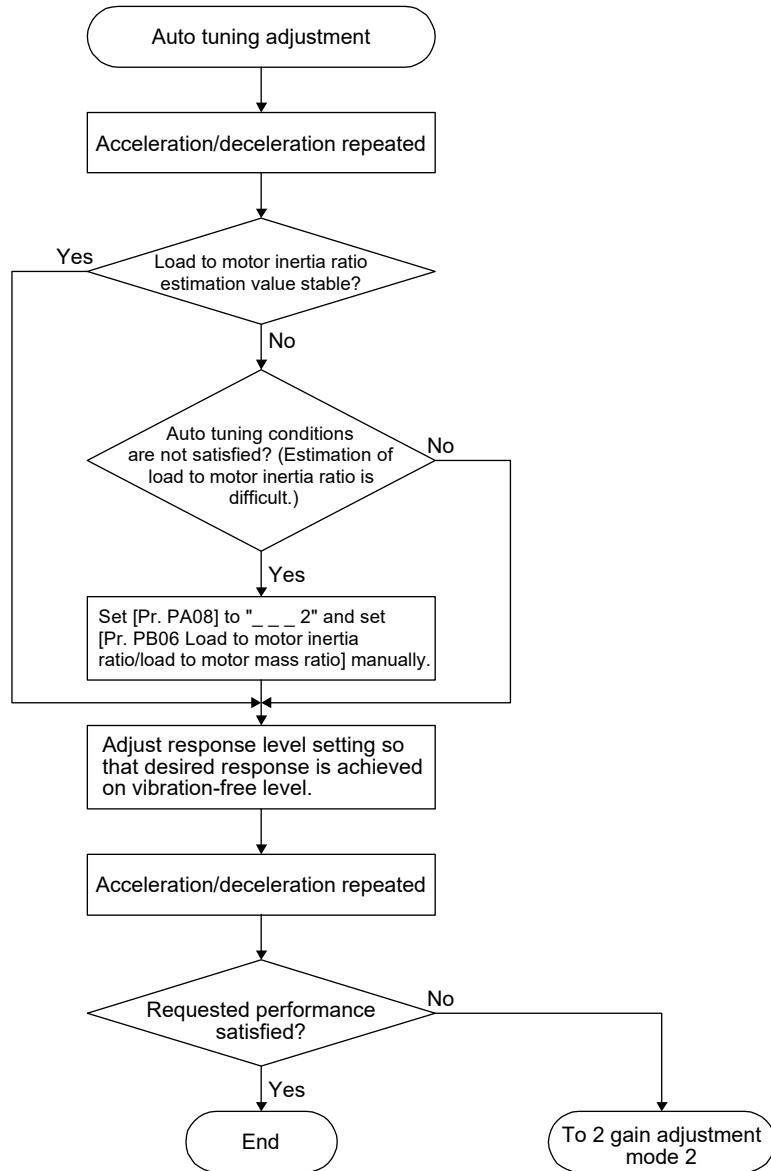 Auto tuning adjustment
Acceleration/deceleration repeated
Yes
Load to motor inertia ratio
estimation value stable?
No
Auto tuning conditions
are not satisfied? (Estimation of
load to motor inertia ratio is
difficult.)
No
Yes
Set [Pr. PA08] to "_ _ _ 2" and set
[Pr. PB06 Load to motor inertia
ratio/load to motor mass ratio] manually.
Adjust response level setting so
that desired response is achieved
on vibration-free level.
Acceleration/deceleration repeated
Requested performance
satisfied?
No
Yes
End
To 2 gain adjustment
mode 2